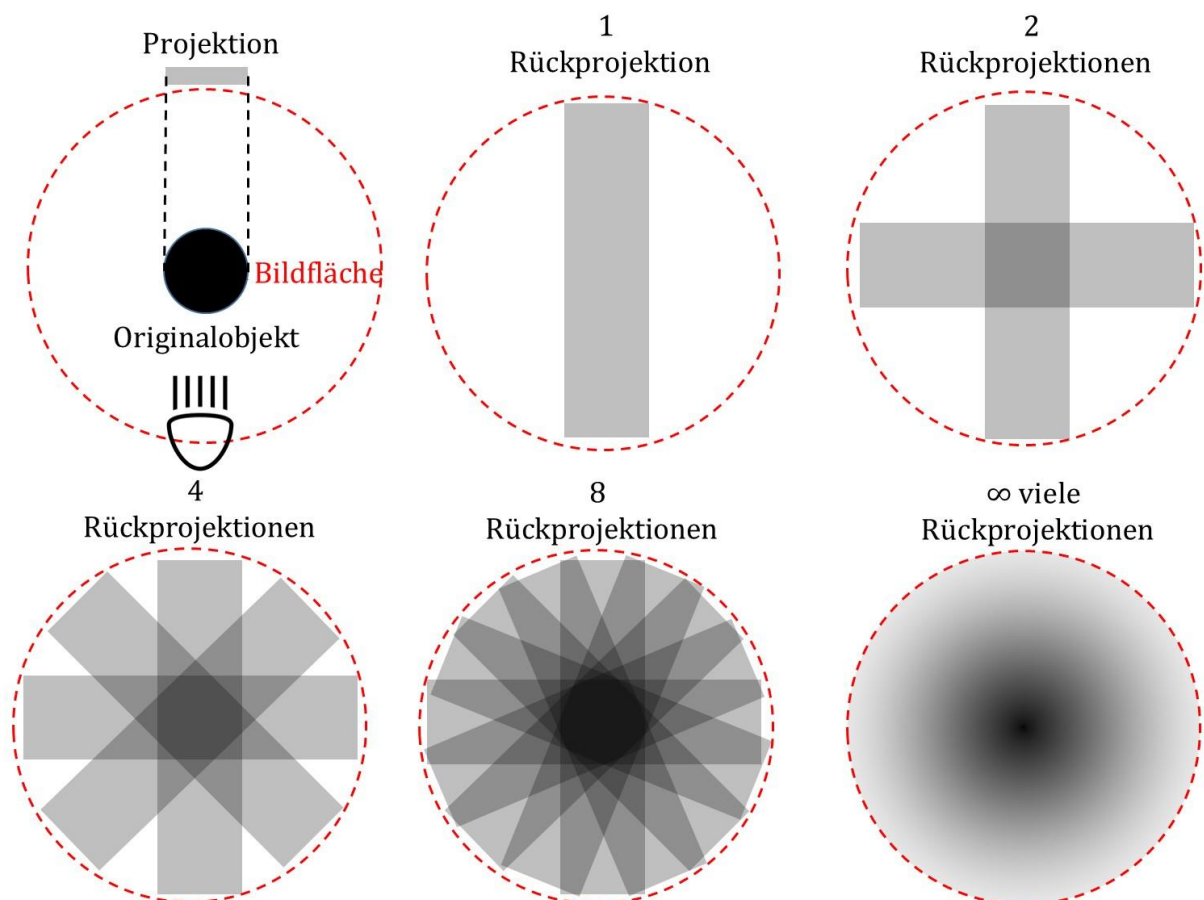 Projektion
Bildfläche
Originalobjekt
1
Rückprojektion
2
Rückprojektionen
4
Rückprojektionen
8
Rückprojektionen
∞ viele
Rückprojektionen